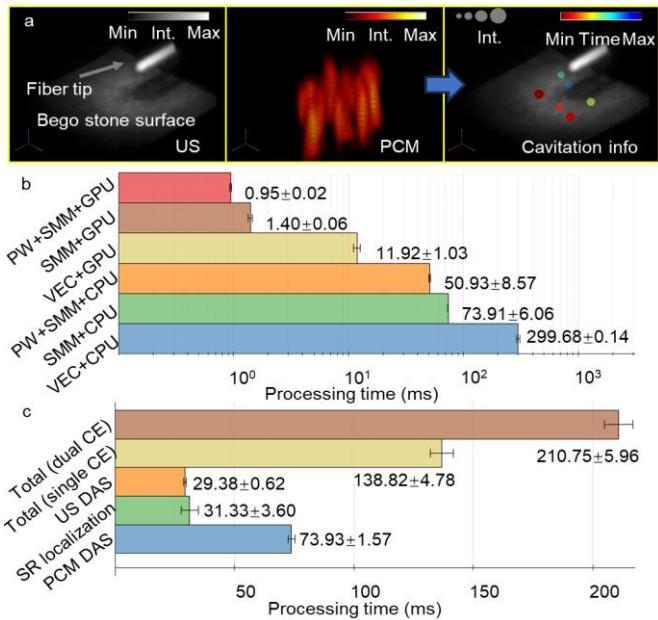 a
Min Int. Max
Fiber tip
Bego stone surface
US
Min Int. Max
PCM
Int.
Min Time Max
Cavitation info
b
PW+SMM+GPU
0.95±0.02
SMM+GPU
1.40±0.06
VEC+GPU
11.92±1.03
PW+SMM+CPU
50.93±8.57
SMM+CPU
73.91±6.06
VEC+CPU
299.68±0.14
10⁰ 10¹ 10² 10³
Processing time (ms)
c
Total (dual CE)
210.75±5.96
Total (single CE)
138.82±4.78
US DAS
29.38±0.62
SR localization
31.33±3.60
PCM DAS
73.93±1.57
50 100 150 200
Processing time (ms)